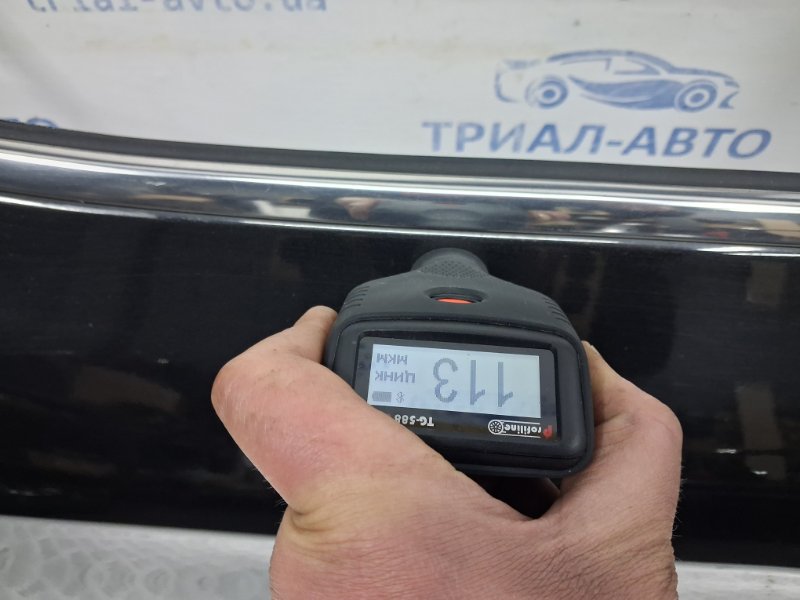 trial-avto.ua
ТРИАЛ-АВТО
Profiline
TG-588
113
ЦИНК
МКМ